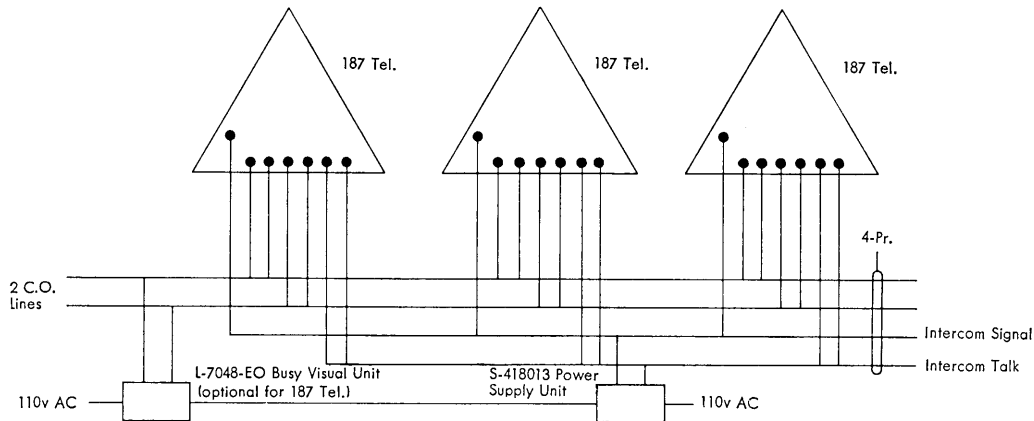 187 Tel.
187 Tel.
187 Tel.
4-Pr.
2 C.O.
Lines
Intercom Signal
Intercom Talk
L-7048-EO Busy Visual Unit
(optional for 187 Tel.)
S-418013 Power
Supply Unit
110v AC
110v AC